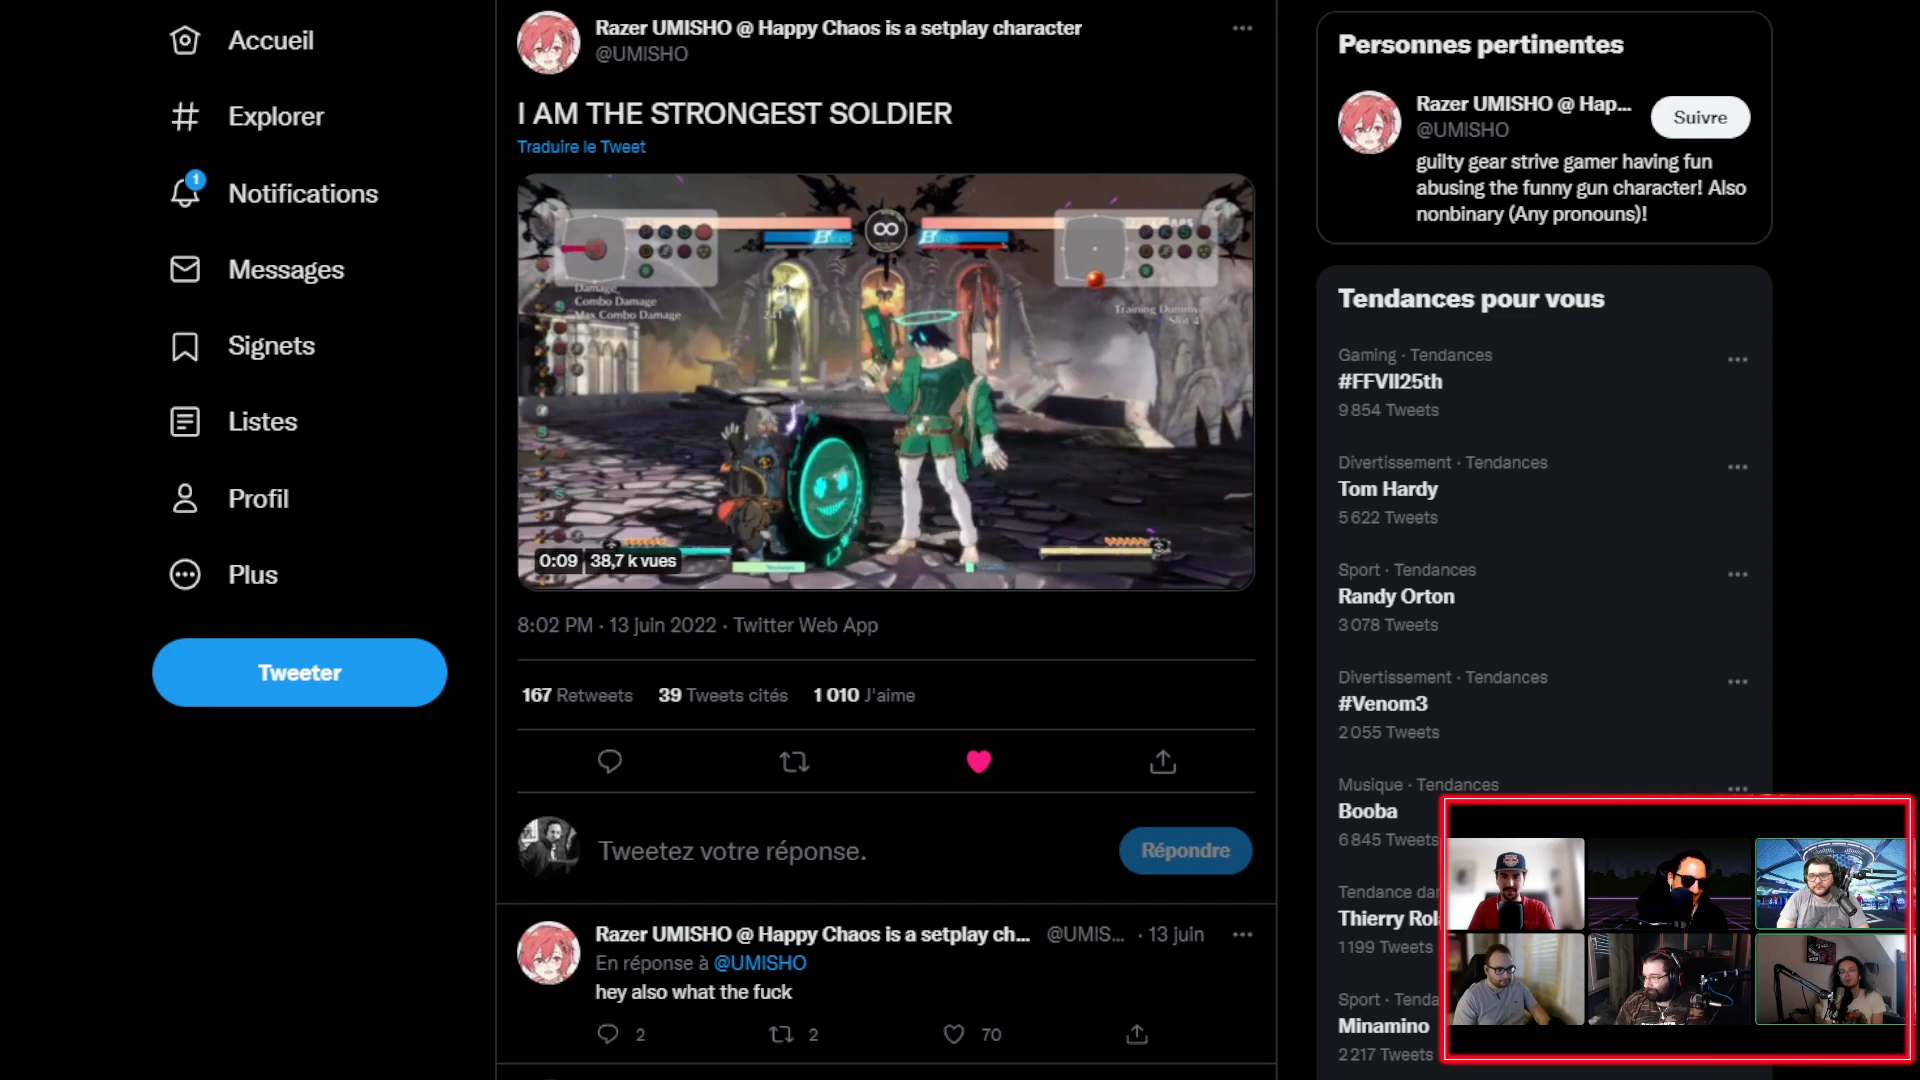 Accueil
Explorer
1
Notifications
Messages
Signets
Listes
Profil
Plus
Tweeter
Razer UMISHO @ Happy Chaos is a setplay character
@UMISHO
I AM THE STRONGEST SOLDIER
Traduire le Tweet
Damage
Combo Damage
Max Combo Damage
241
Training Dummy
Slot 4
0:09
38,7 k vues
8:02 PM · 13 juin 2022 · Twitter Web App
167 Retweets 39 Tweets cités 1 010 J'aime
Tweetez votre réponse.
Répondre
Razer UMISHO @ Happy Chaos is a setplay ch... @UMIS... · 13 juin
En réponse à @UMISHO
hey also what the fuck
2 2 70
Personnes pertinentes
Razer UMISHO @ Hap...
@UMISHO
Suivre
guilty gear strive gamer having fun
abusing the funny gun character! Also
nonbinary (Any pronouns)!
Tendances pour vous
Gaming · Tendances
#FFVII25th
9 854 Tweets
Divertissement · Tendances
Tom Hardy
5 622 Tweets
Sport · Tendances
Randy Orton
3 078 Tweets
Divertissement · Tendances
#Venom3
2 055 Tweets
Musique · Tendances
Booba
6 845 Tweets
Tendance da
Thierry Rol
1 199 Tweets
Sport · Tenda
Minamino
2 217 Tweets